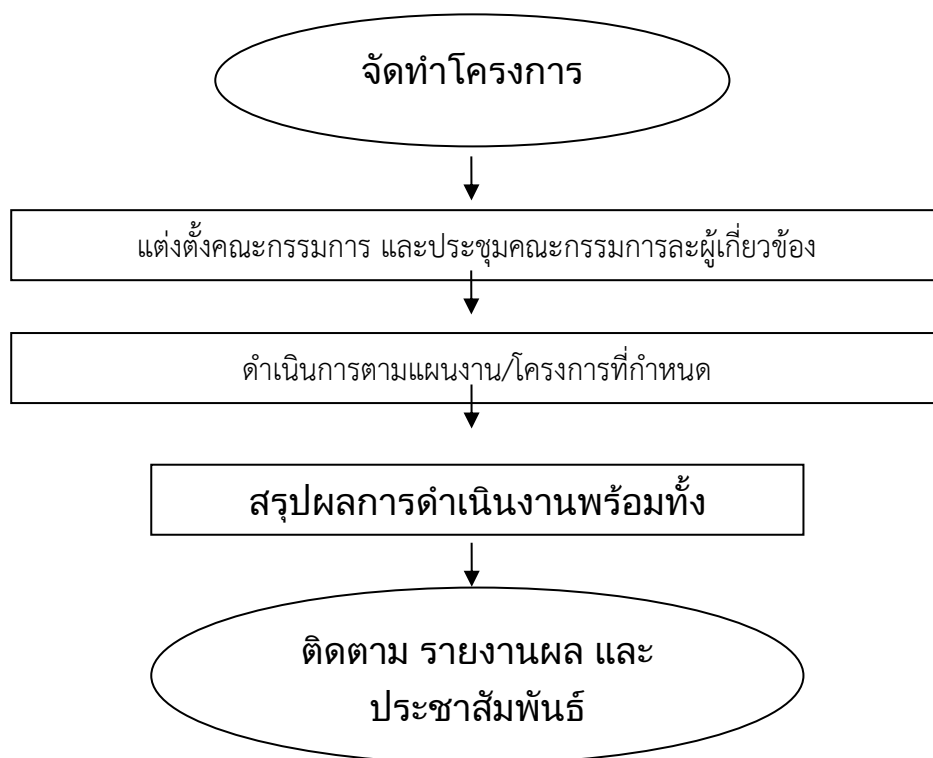 จัดทำโครงการ
แต่งตั้งคณะกรรมการ และประชุมคณะกรรมการละผู้เกี่ยวข้อง
ดำเนินการตามแผนงาน/โครงการที่กำหนด
สรุปผลการดำเนินงานพร้อมทั้ง
ติดตาม รายงานผล และ
ประชาสัมพันธ์